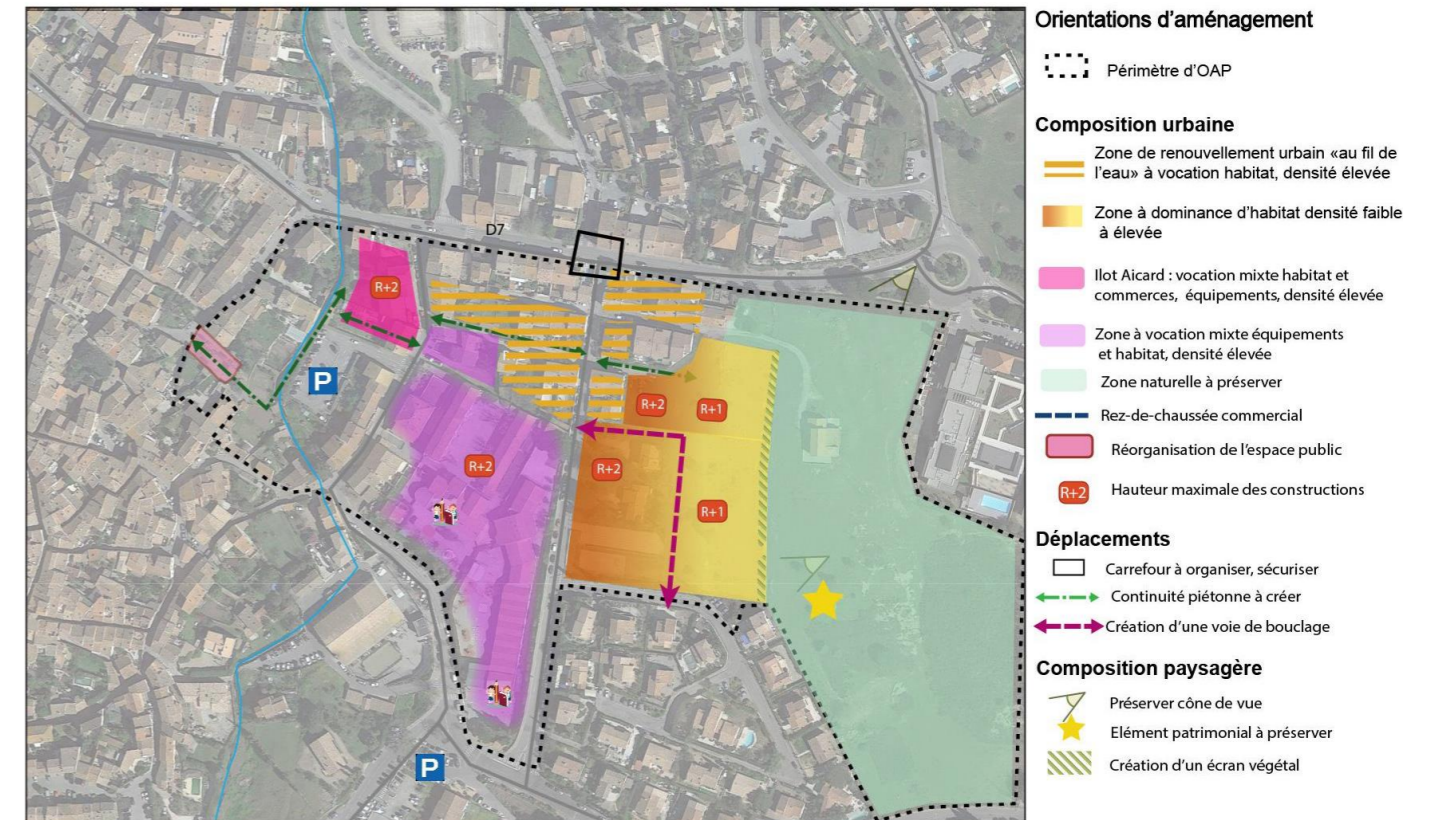 Orientations d'aménagement
Périmètre d'OAP
Composition urbaine
Zone de renouvellement urbain «au fil de
l'eau» à vocation habitat, densité élevée
Zone à dominance d'habitat densité faible
à élevée
Ilot Aicard : vocation mixte habitat et
commerces, équipements, densité élevée
Zone à vocation mixte équipements
et habitat, densité élevée
Zone naturelle à préserver
Rez-de-chaussée commercial
Réorganisation de l'espace public
R+2 Hauteur maximale des constructions
Déplacements
Carrefour à organiser, sécuriser
Continuité piétonne à créer
Création d'une voie de bouclage
Composition paysagère
Préserver cône de vue
Elément patrimonial à préserver
Création d'un écran végétal
D7
R+2
P
R+2
R+1
R+2
R+2
R+1
P